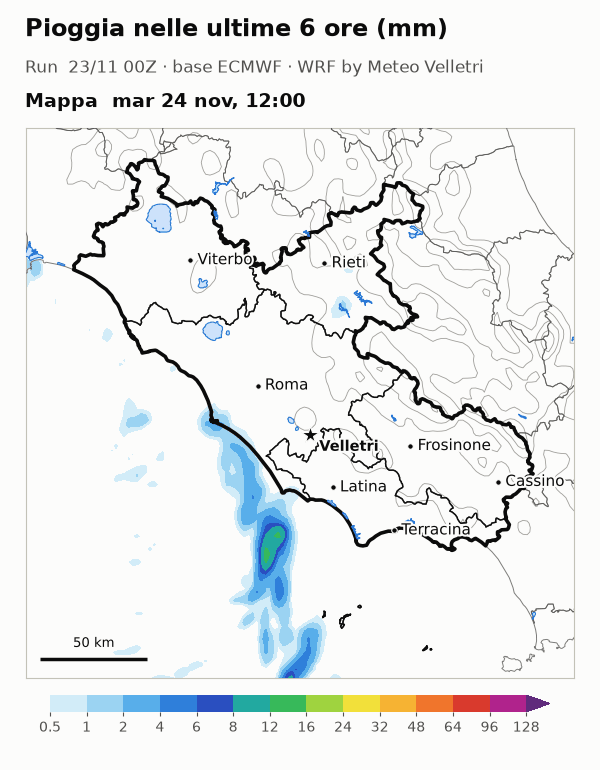 Pioggia nelle ultime 6 ore (mm)
Run  23/11 00Z · base ECMWF · WRF by Meteo Velletri
Mappa  mar 24 nov, 12:00
Viterbo
Rieti
Roma
Velletri
Frosinone
Cassino
Latina
Terracina
50 km
0.5 1 2 4 6 8 12 16 24 32 48 64 96 128